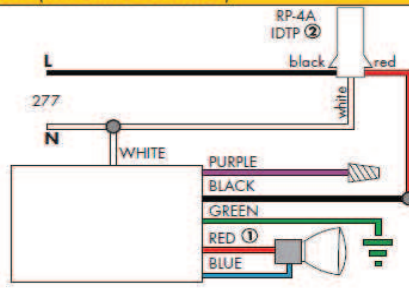 RP-4A
IDTP ②
black
red
L
277
white
N
WHITE
PURPLE
BLACK
GREEN
RED ①
BLUE